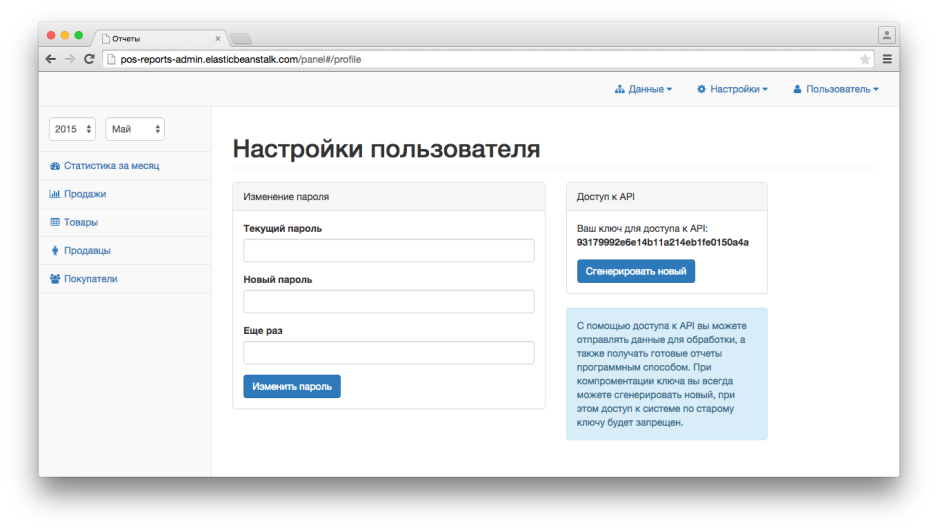 Отчеты
pos-reports-admin.elasticbeanstalk.com/panel#/profile
Данные
Настройки
Пользователь
2015
Май
Статистика за месяц
Продажи
Товары
Продавцы
Покупатели
Настройки пользователя
Изменение пароля
Текущий пароль
Новый пароль
Еще раз
Изменить пароль
Доступ к API
Ваш ключ для доступа к API:
93179992e6e14b11a214eb1fe0150a4a
Сгенерировать новый
С помощью доступа к API вы можете
отправлять данные для обработки, а
также получать готовые отчеты
программным способом. При
компроментации ключа вы всегда
можете сгенерировать новый, при
этом доступ к системе по старому
ключу будет запрещен.